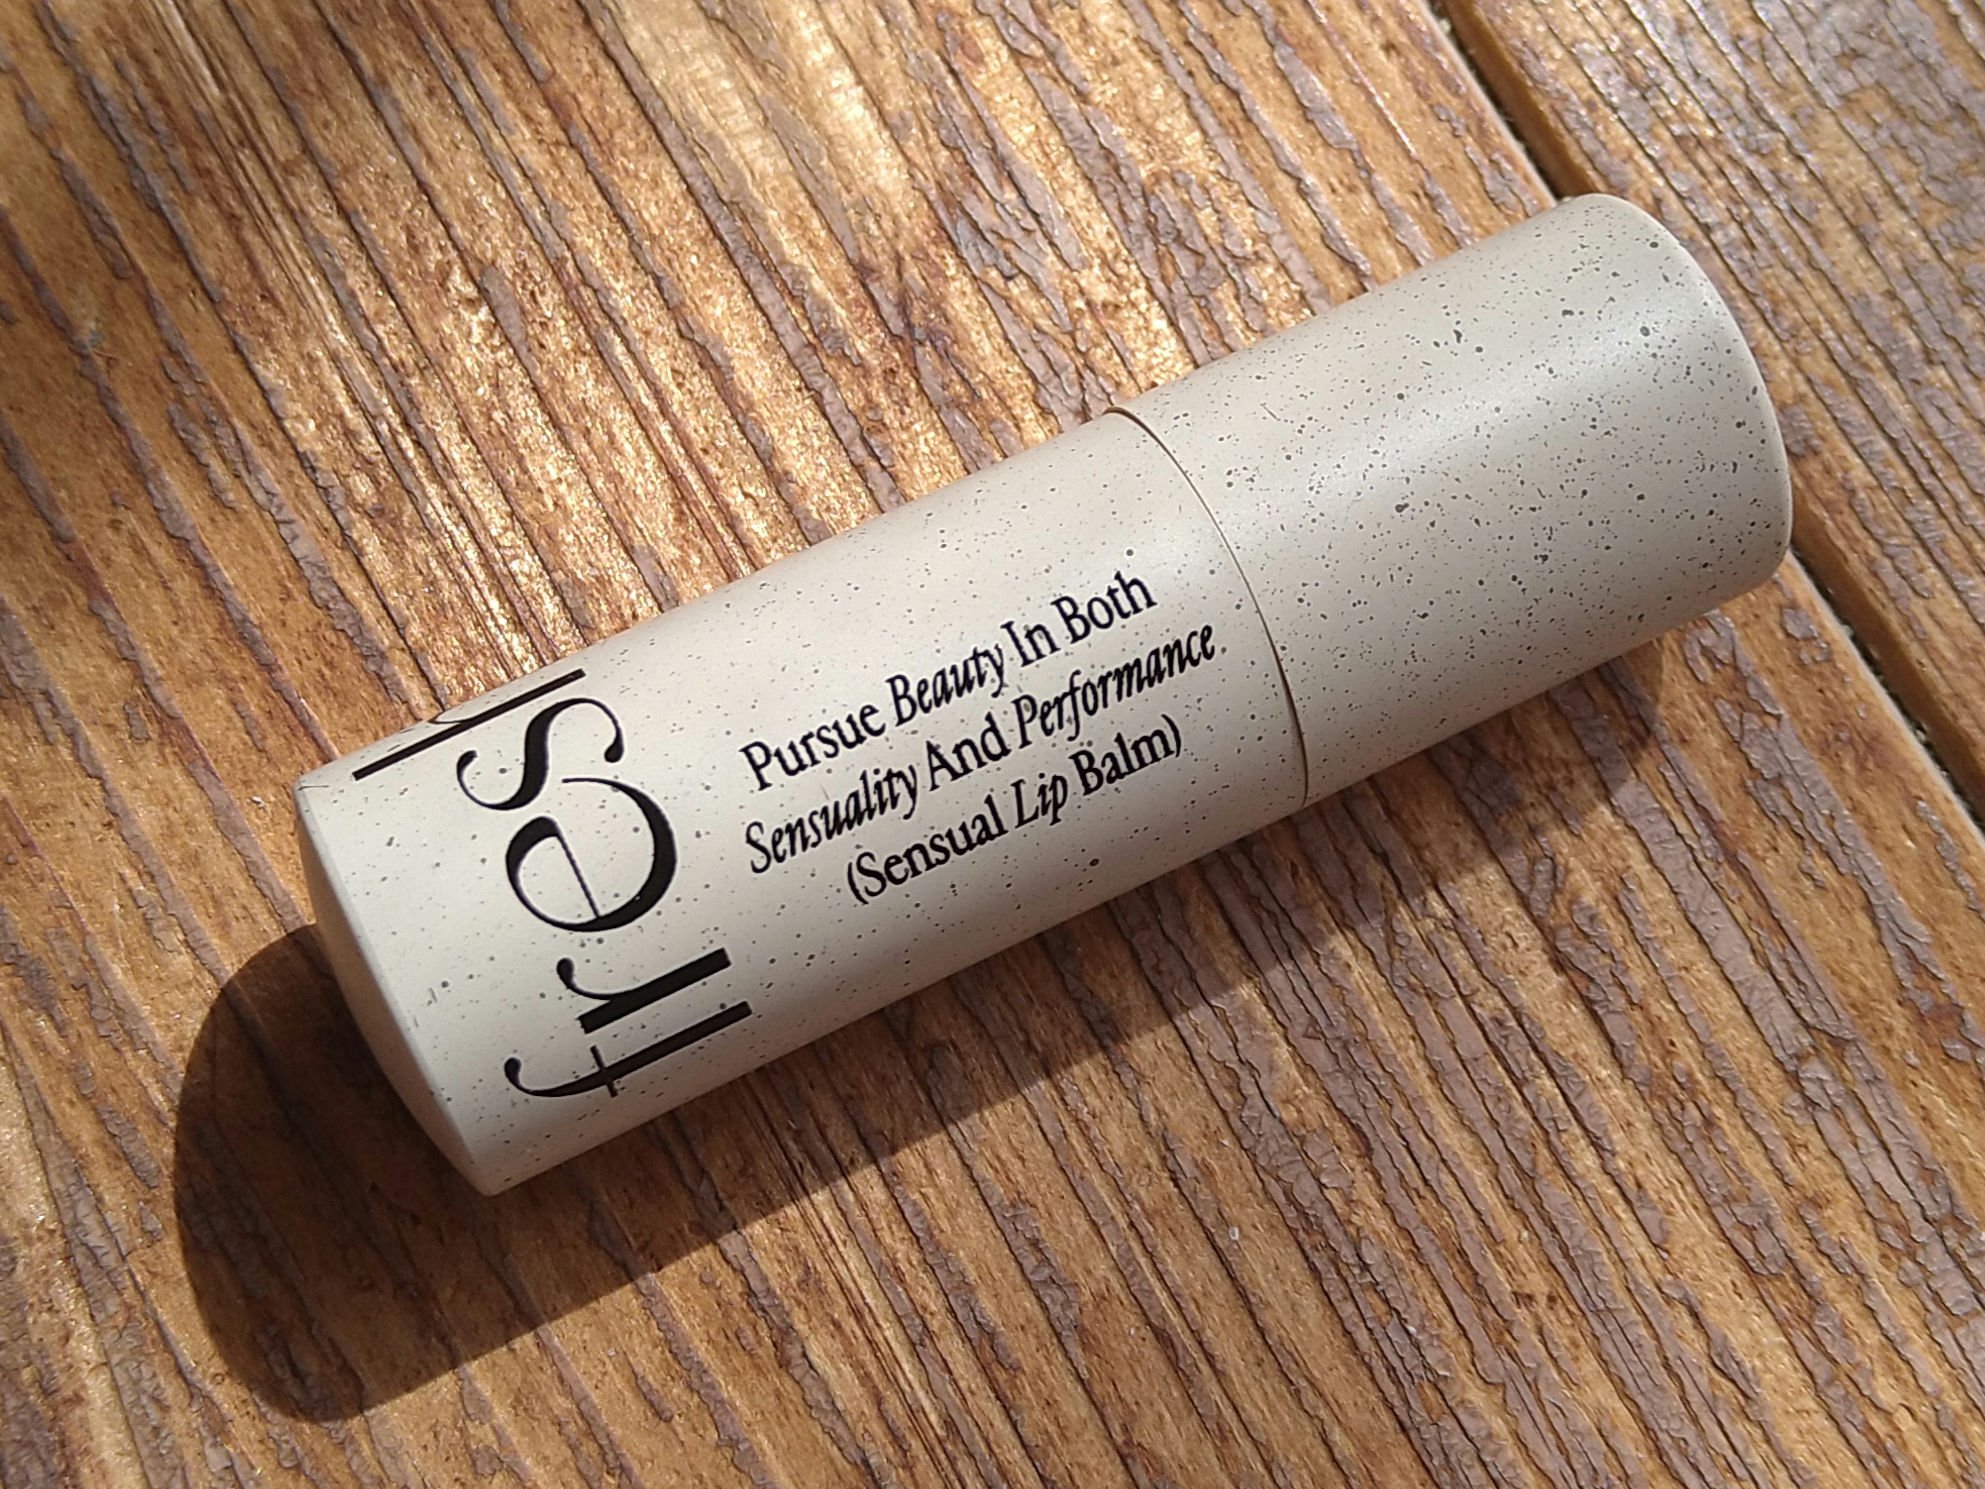 fresh
Pursue Beauty In Both
Sensuality And Performance
(Sensual Lip Balm)